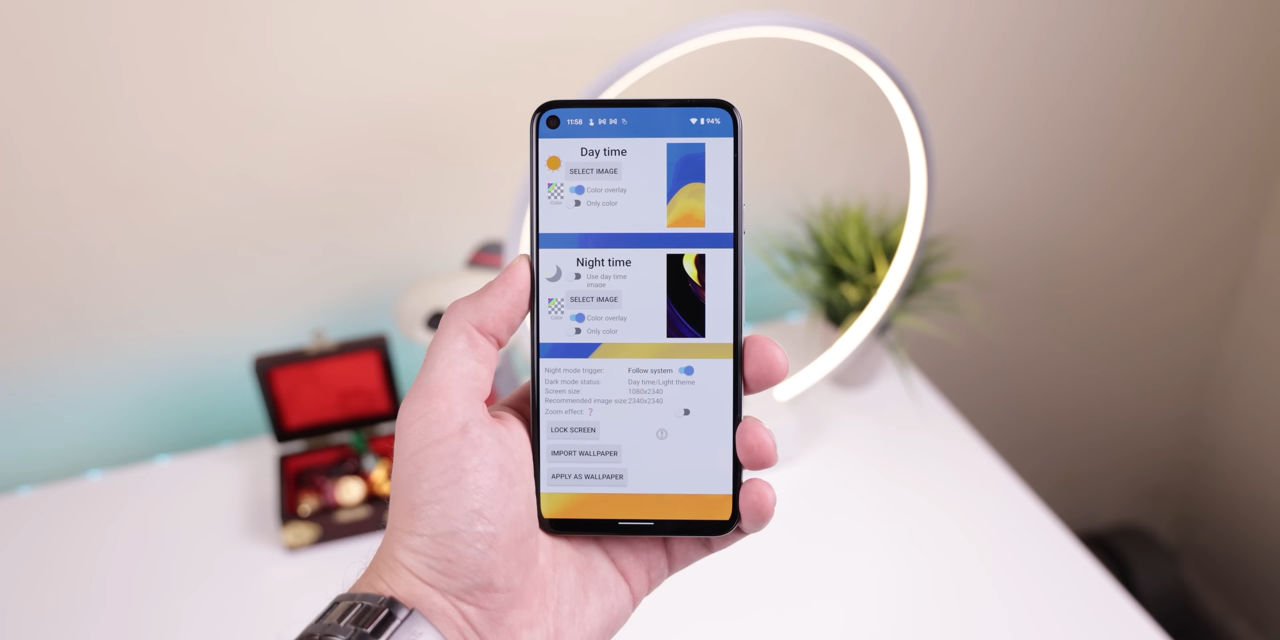 11:58
94%
Day time
SELECT IMAGE
Color
Color overlay
Only color
Night time
Use day time
image
SELECT IMAGE
Color
Color overlay
Only color
Night mode trigger:
Follow system
Dark mode status:
Day time/Light theme
Screen size:
1080x2340
Recommended image size:2340x2340
Zoom effect: ?
LOCK SCREEN
IMPORT WALLPAPER
APPLY AS WALLPAPER